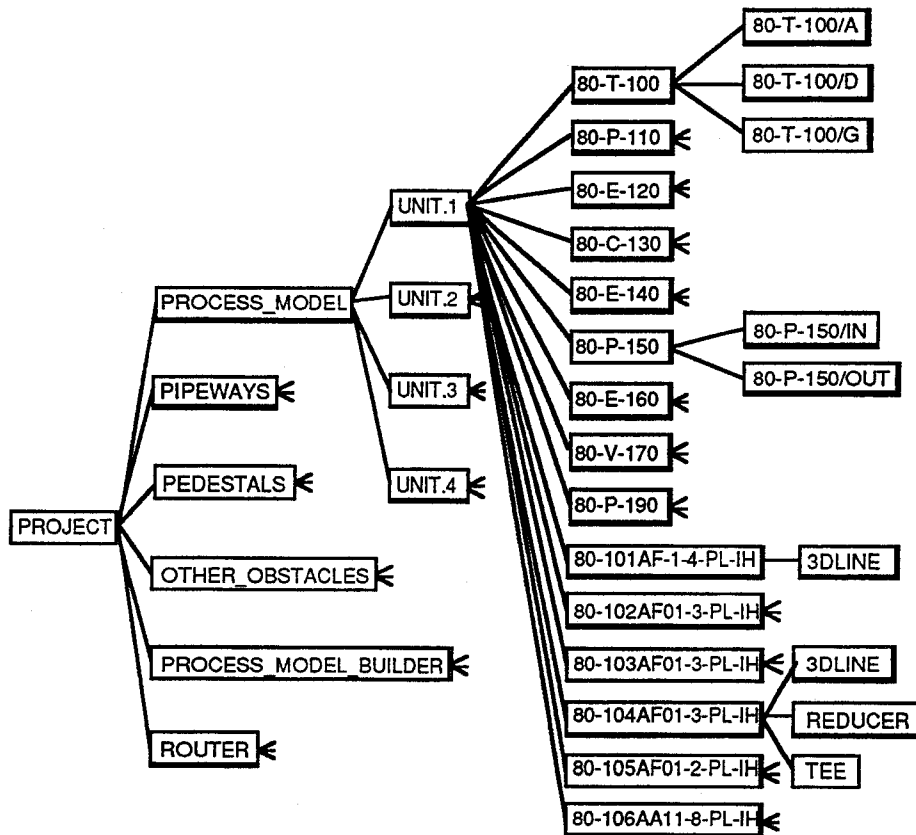 PROJECT
PROCESS_MODEL
PIPEWAYS
PEDESTALS
OTHER_OBSTACLES
PROCESS_MODEL_BUILDER
ROUTER
UNIT.1
UNIT.2
UNIT.3
UNIT.4
80-T-100
80-P-110
80-E-120
80-C-130
80-E-140
80-P-150
80-E-160
80-V-170
80-P-190
80-101AF-1-4-PL-IH
80-102AF01-3-PL-IH
80-103AF01-3-PL-IH
80-104AF01-3-PL-IH
80-105AF01-2-PL-IH
80-106AA11-8-PL-IH
80-T-100/A
80-T-100/D
80-T-100/G
80-P-150/IN
80-P-150/OUT
3DLINE
3DLINE
REDUCER
TEE